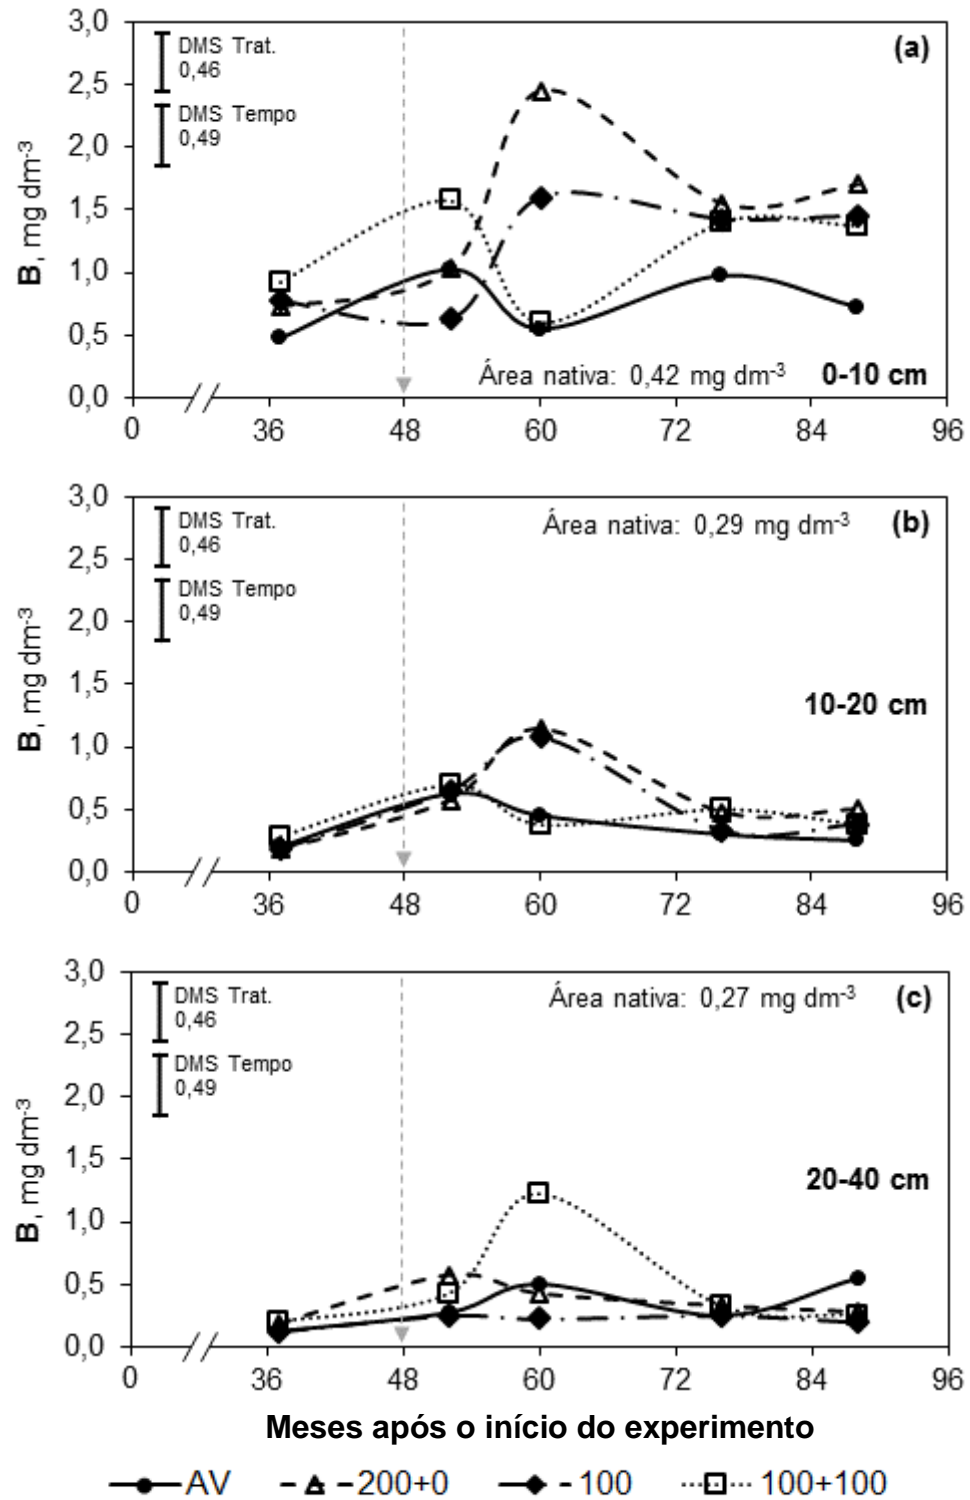 3,0
DMS Trat.
0,46
(a)
2,5
DMS Tempo
0,49
2,0
1,5
1,0
0,5
0,0
B, mg dm-3
Área nativa: 0,42 mg dm-3 0-10 cm
0 36 48 60 72 84 96
3,0
DMS Trat.
0,46
Área nativa: 0,29 mg dm-3 (b)
2,5
DMS Tempo
0,49
2,0
1,5
10-20 cm
1,0
0,5
0,0
B, mg dm-3
0 36 48 60 72 84 96
3,0
DMS Trat.
0,46
Área nativa: 0,27 mg dm-3 (c)
2,5
DMS Tempo
0,49
2,0
1,5
20-40 cm
1,0
0,5
0,0
B, mg dm-3
0 36 48 60 72 84 96
Meses após o início do experimento
AV 200+0 100 100+100